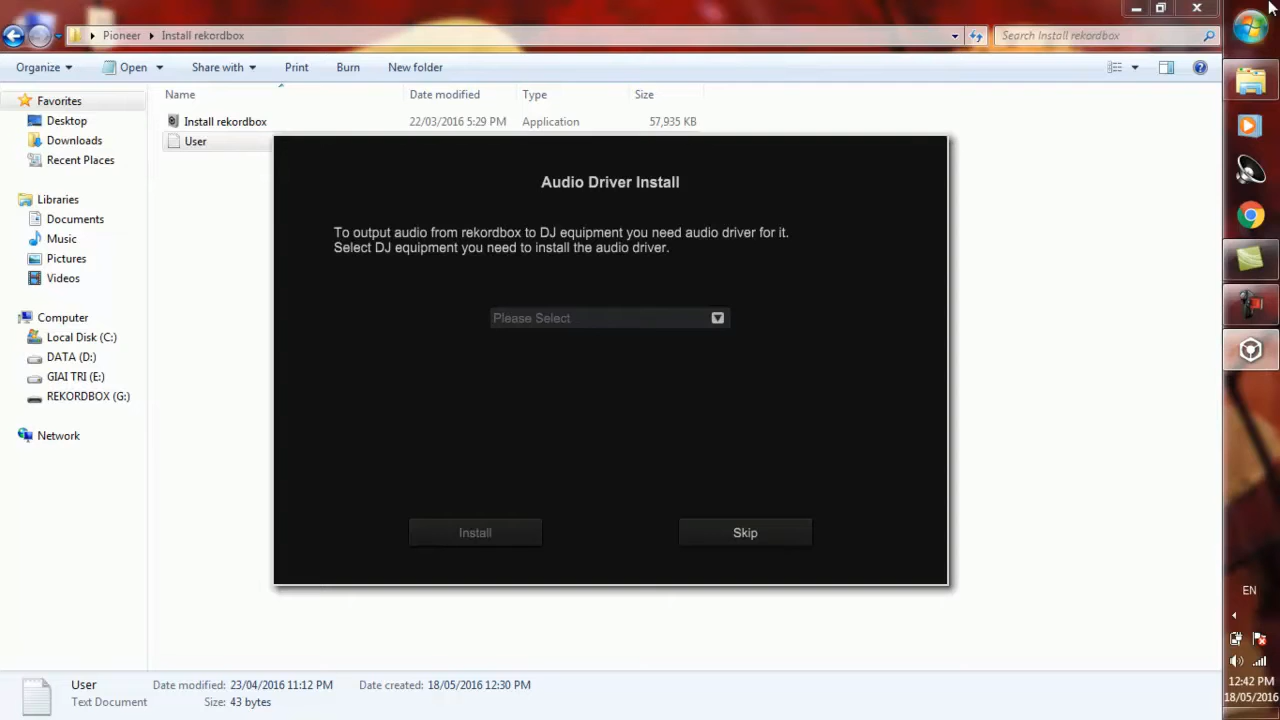 Pioneer Install rekordbox
Search Install rekordbox
Organize Open Share with Print Burn New folder
Favorites
Desktop
Downloads
Recent Places
Libraries
Documents
Music
Pictures
Videos
Computer
Local Disk (C:)
DATA (D:)
GIAI TRI (E:)
REKORDBOX (G:)
Network
Name Date modified Type Size
Install rekordbox 22/03/2016 5:29 PM Application 57,935 KB
User
Audio Driver Install
To output audio from rekordbox to DJ equipment you need audio driver for it.
Select DJ equipment you need to install the audio driver.
Please Select
Install Skip
User Date modified: 23/04/2016 11:12 PM Date created: 18/05/2016 12:30 PM
Text Document Size: 43 bytes
EN
12:42 PM
18/05/2016